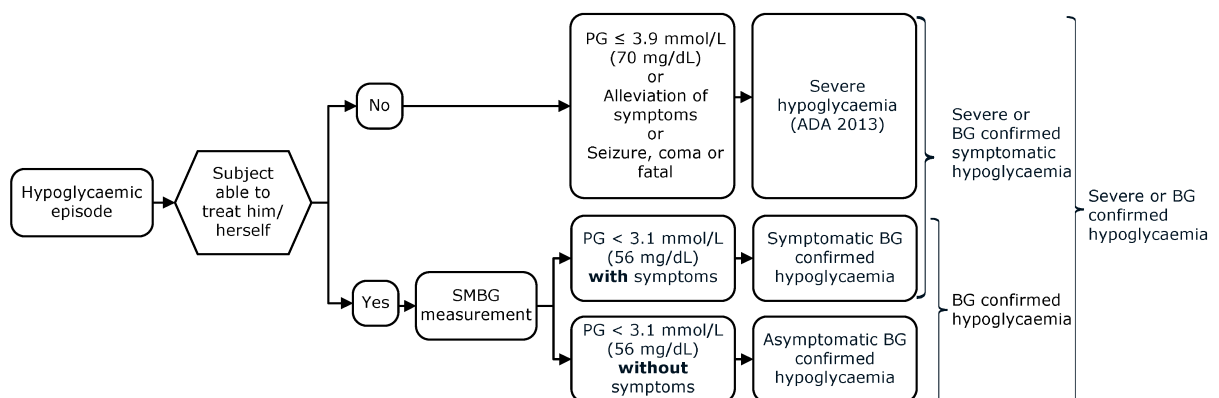 Hypoglycaemic
episode
Subject
able to
treat him/
herself
No
PG ≤ 3.9 mmol/L
(70 mg/dL)
or
Alleviation of
symptoms
or
Seizure, coma or
fatal
Severe
hypoglycaemia
(ADA 2013)
Yes
SMBG
measurement
PG < 3.1 mmol/L
(56 mg/dL)
with symptoms
Symptomatic BG
confirmed
hypoglycaemia
PG < 3.1 mmol/L
(56 mg/dL)
without
symptoms
Asymptomatic BG
confirmed
hypoglycaemia
Severe or
BG confirmed
symptomatic
hypoglycaemia
BG confirmed
hypoglycaemia
Severe or BG
confirmed
hypoglycaemia